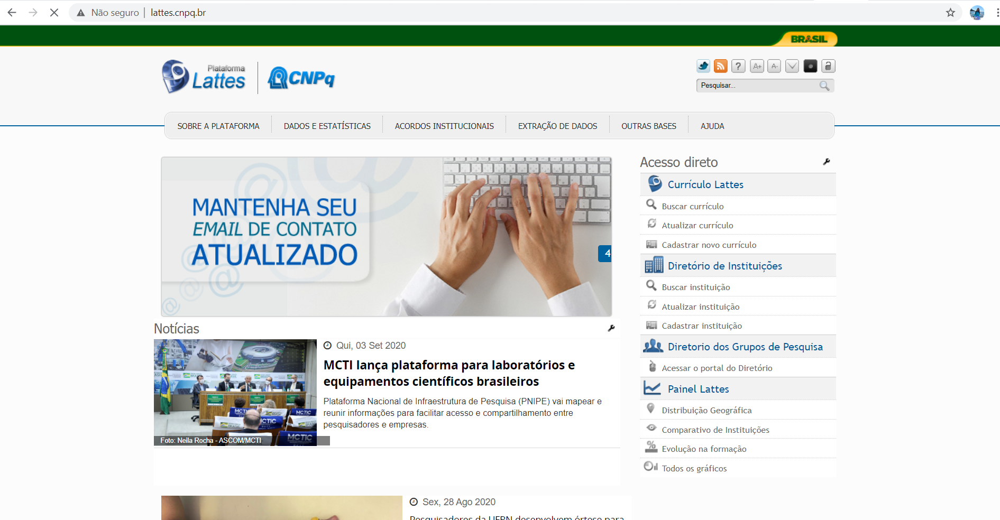 Não seguro | lattes.cnpq.br
BRASIL
Plataforma
Lattes
CNPq
?
A+
A-
Pesquisar...
SOBRE A PLATAFORMA
DADOS E ESTATÍSTICAS
ACORDOS INSTITUCIONAIS
EXTRAÇÃO DE DADOS
OUTRAS BASES
AJUDA
MANTENHA SEU
EMAIL DE CONTATO
ATUALIZADO
4
Notícias
Qui, 03 Set 2020
MCTI lança plataforma para laboratórios e
equipamentos científicos brasileiros
Plataforma Nacional de Infraestrutura de Pesquisa (PNIPE) vai mapear e
reunir informações para facilitar acesso e compartilhamento entre
pesquisadores e empresas.
BRASIL
MCTIC
MCTIC
MCTIC
Foto: Neila Rocha - ASCOM/MCTI
Sex, 28 Ago 2020
Pesquisadores da UFRN desenvolvem órtese para
Acesso direto
Currículo Lattes
Buscar currículo
Atualizar currículo
Cadastrar novo currículo
Diretório de Instituições
Buscar instituição
Atualizar instituição
Cadastrar instituição
Diretorio dos Grupos de Pesquisa
Acessar o portal do Diretório
Painel Lattes
Distribuição Geográfica
Comparativo de Instituições
Evolução na formação
Todos os gráficos